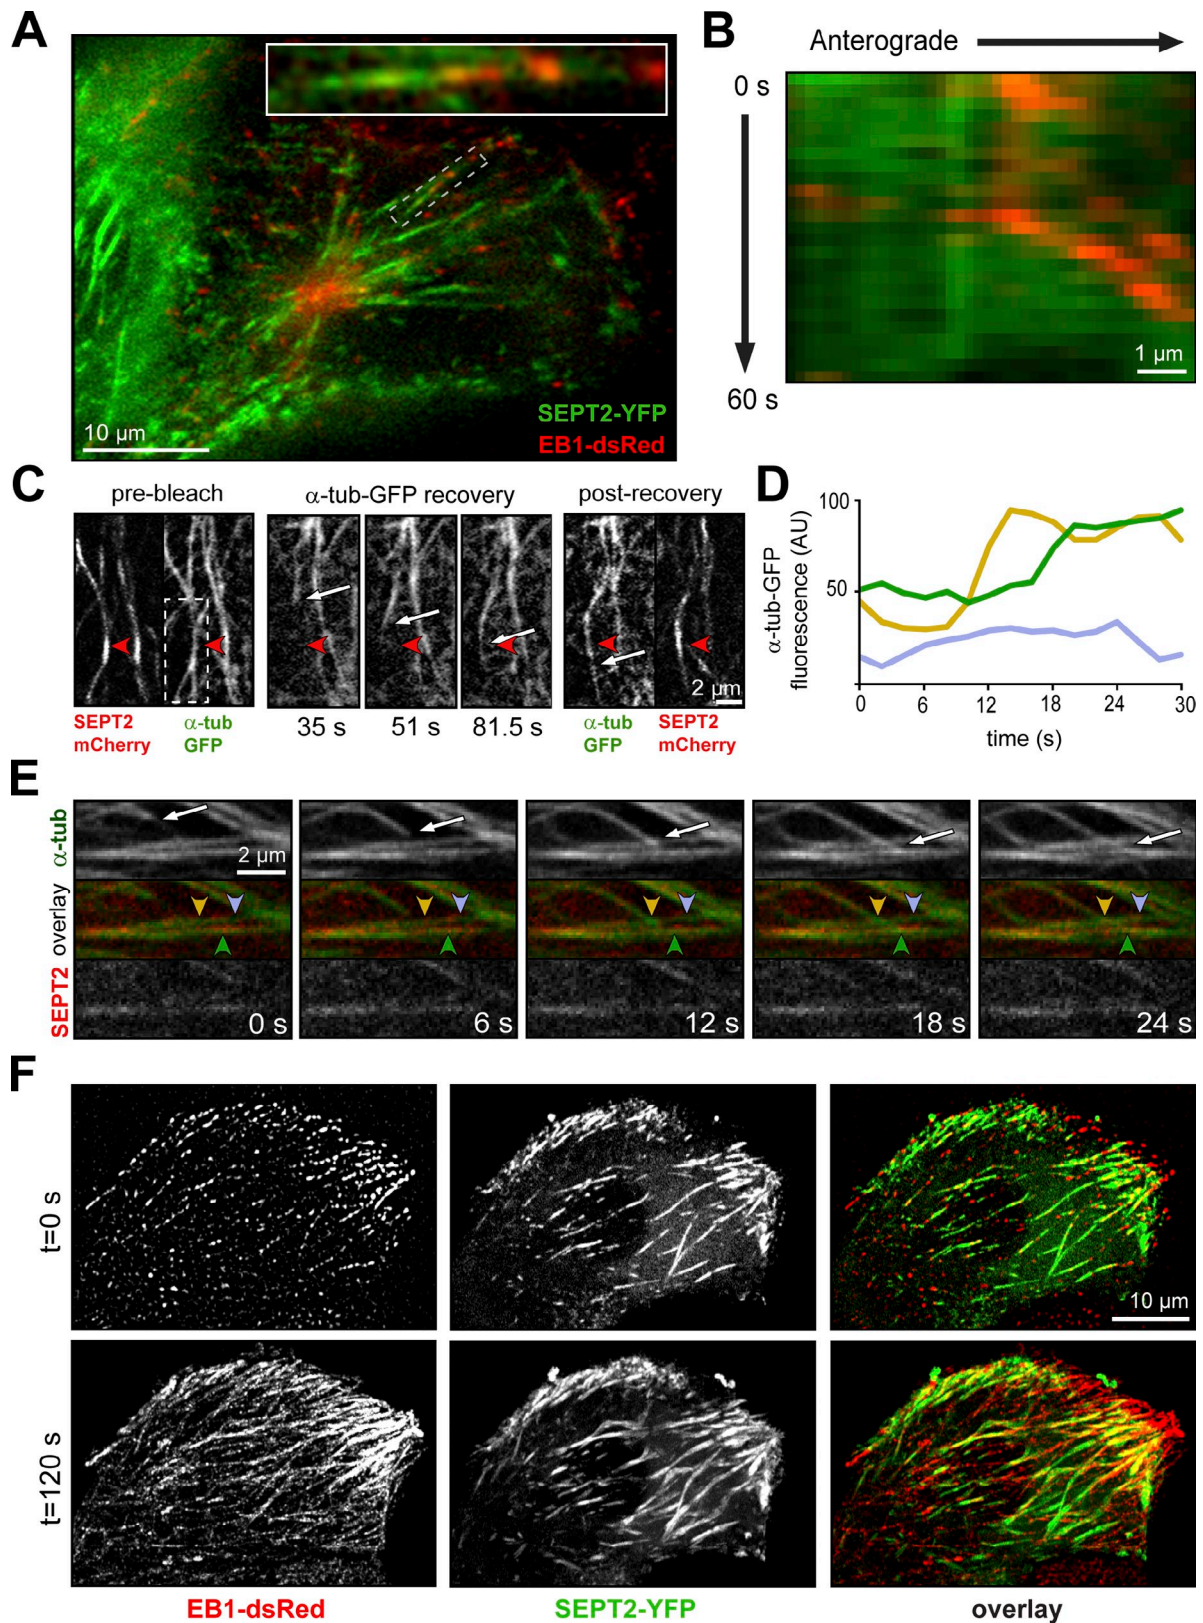 A
SEPT2-YFP
EB1-dsRed
10 μm
B
Anterograde
0 s
60 s
1 μm
C
pre-bleach
α-tub-GFP recovery
post-recovery
SEPT2
mCherry
α-tub
GFP
35 s
51 s
81.5 s
2 μm
α-tub
GFP
SEPT2
mCherry
D
α-tub-GFP
fluorescence (AU)
100
50
0
6
12
18
24
30
time (s)
E
α-tub
overlay
SEPT2
2 μm
0 s
6 s
12 s
18 s
24 s
F
t=0 s
10 μm
t=120 s
EB1-dsRed
SEPT2-YFP
overlay